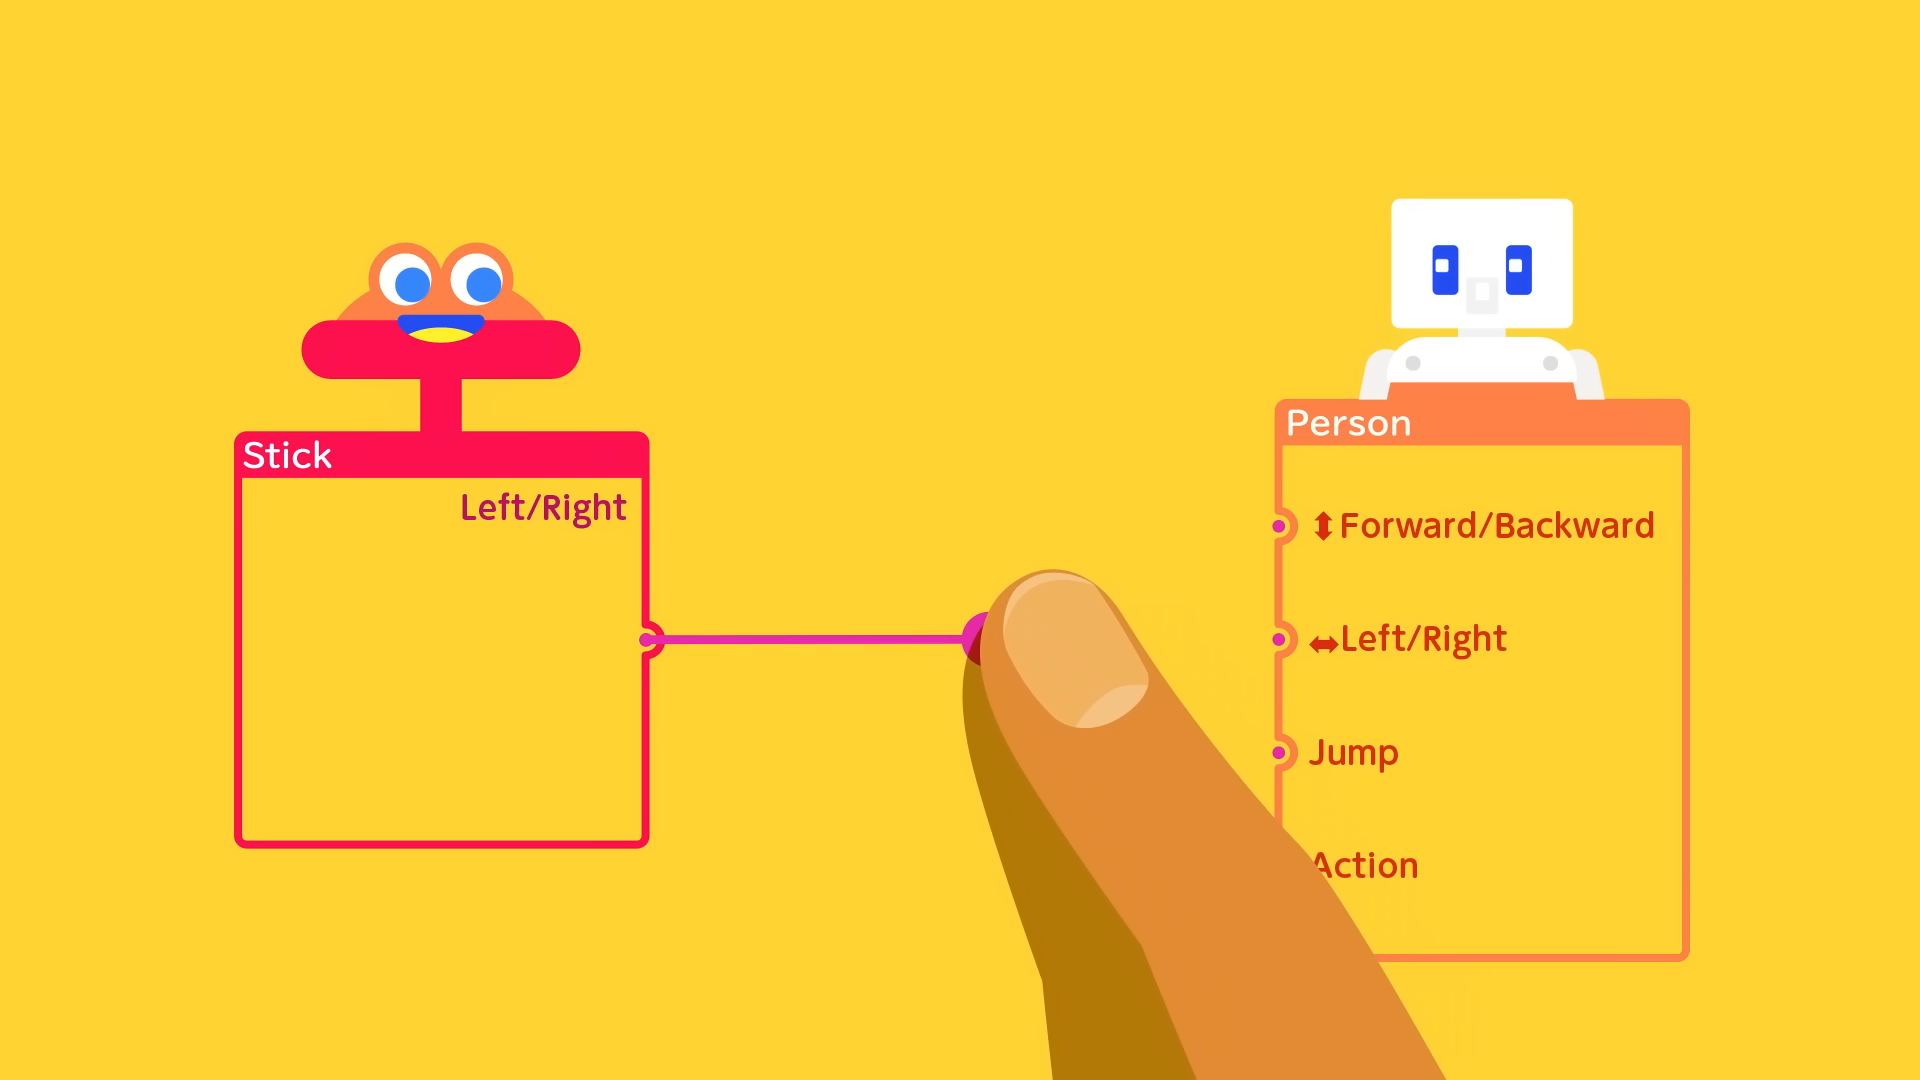 Stick
Left/Right
Person
Forward/Backward
Left/Right
Jump
Action